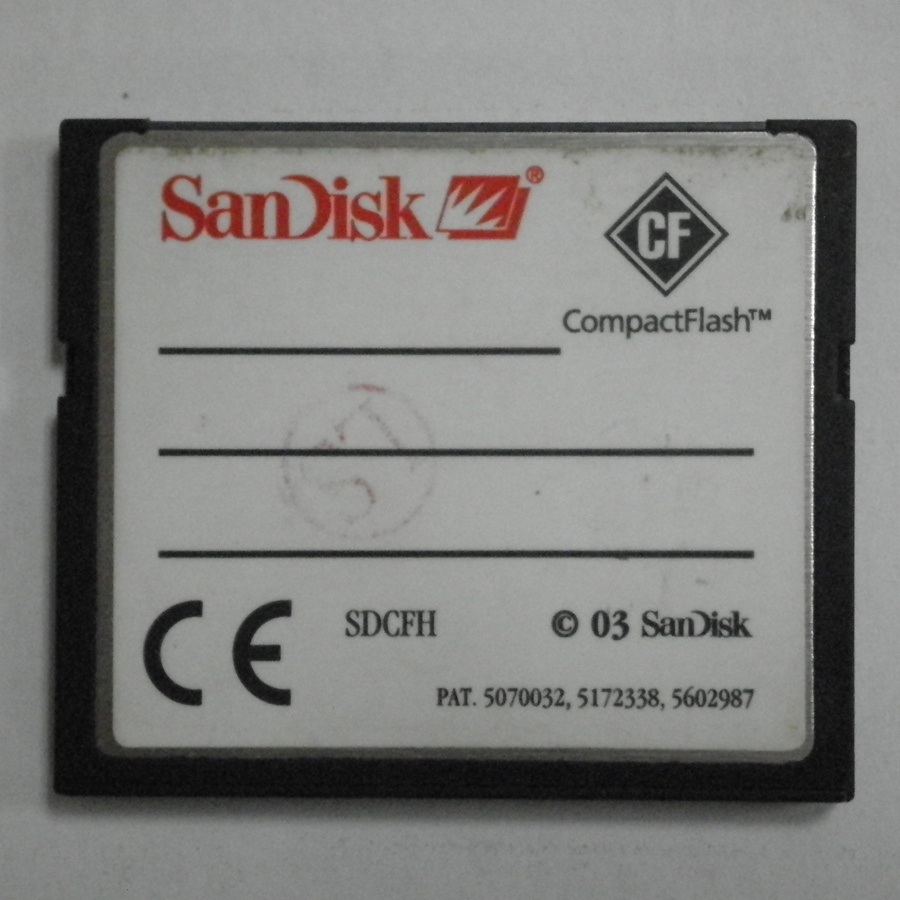 SanDisk®
CF
CompactFlash™
CE
SDCFH
© 03 SanDisk
PAT. 5070032, 5172338, 5602987